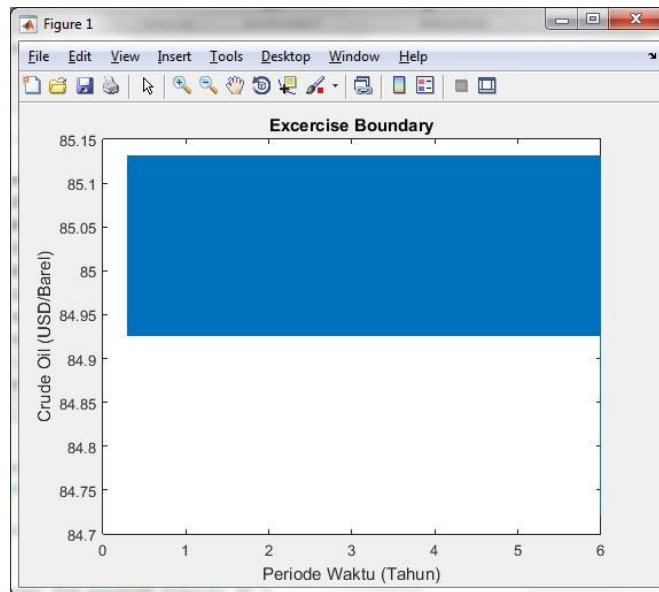 Figure 1
File Edit View Insert Tools Desktop Window Help
Excercise Boundary
85.15
85.1
85.05
85
84.95
84.9
84.85
84.8
84.75
84.7
Crude Oil (USD/Barel)
0 1 2 3 4 5 6
Periode Waktu (Tahun)